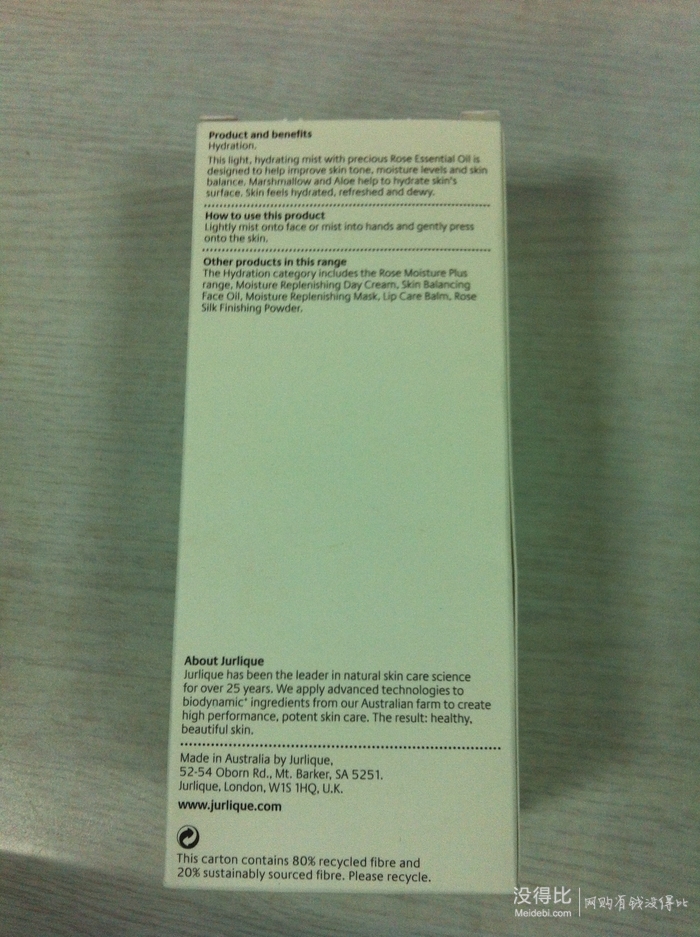 Product and benefits
Hydration.
This light, hydrating mist with precious Rose Essential Oil is
designed to help improve skin tone, moisture levels and skin
balance. Marshmallow and Aloe help to hydrate skin's
surface. Skin feels hydrated, refreshed and dewy.
How to use this product
Lightly mist onto face or mist into hands and gently press
onto the skin.
Other products in this range
The Hydration category includes the Rose Moisture Plus
range, Moisture Replenishing Day Cream, Skin Balancing
Face Oil, Moisture Replenishing Mask, Lip Care Balm, Rose
Silk Finishing Powder.
About Jurlique
Jurlique has been the leader in natural skin care science
for over 25 years. We apply advanced technologies to
biodynamic* ingredients from our Australian farm to create
high performance, potent skin care. The result: healthy,
beautiful skin.
Made in Australia by Jurlique,
52-54 Oborn Rd., Mt. Barker, SA 5251.
Jurlique, London, W1S 1HQ, U.K.
www.jurlique.com
This carton contains 80% recycled fibre and
20% sustainably sourced fibre. Please recycle.
没得比
Meidebi.com
网购有钱没得比